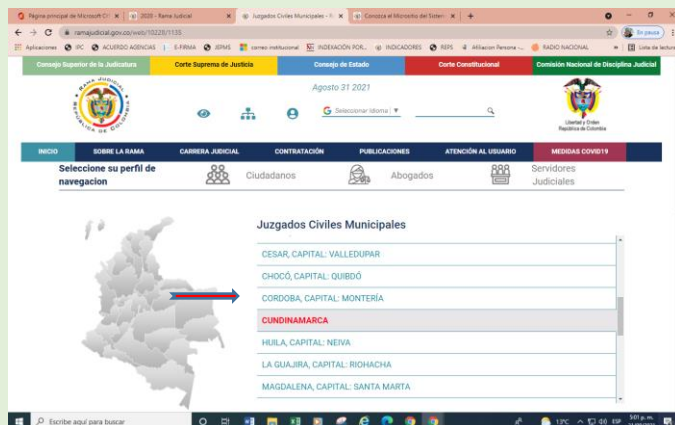 Página principal de Microsoft Of
2020 - Rama Judicial
Juzgados Civiles Municipales - R
Conozca el Micrositio del Sistem
ramajudicial.gov.co/web/10228/1135
En pausa
Aplicaciones
IPC
ACUERDO AGENCIAS
E-FIRMA
JEPMS
correo institucional
INDEXACIÓN POR...
INDICADORES
REPS
Afiliacion Persona -...
RADIO NACIONAL
Lista de lectura
Consejo Superior de la Judicatura
Corte Suprema de Justicia
Consejo de Estado
Corte Constitucional
Comisión Nacional de Disciplina Judicial
RAMA JUDICIAL
REPÚBLICA DE COLOMBIA
Agosto 31 2021
G Seleccionar idioma ▼
Libertad y Orden
República de Colombia
INICIO
SOBRE LA RAMA
CARRERA JUDICIAL
CONTRATACIÓN
PUBLICACIONES
ATENCIÓN AL USUARIO
MEDIDAS COVID19
Seleccione su perfil de
navegacion
Ciudadanos
Abogados
Servidores
Judiciales
Juzgados Civiles Municipales
CESAR, CAPITAL: VALLEDUPAR
CHOCÓ, CAPITAL: QUIBDÓ
CORDOBA, CAPITAL: MONTERÍA
CUNDINAMARCA
HUILA, CAPITAL: NEIVA
LA GUAJIRA, CAPITAL: RIOHACHA
MAGDALENA, CAPITAL: SANTA MARTA
Escribe aquí para buscar
13°C
ESP
5:01 p. m.